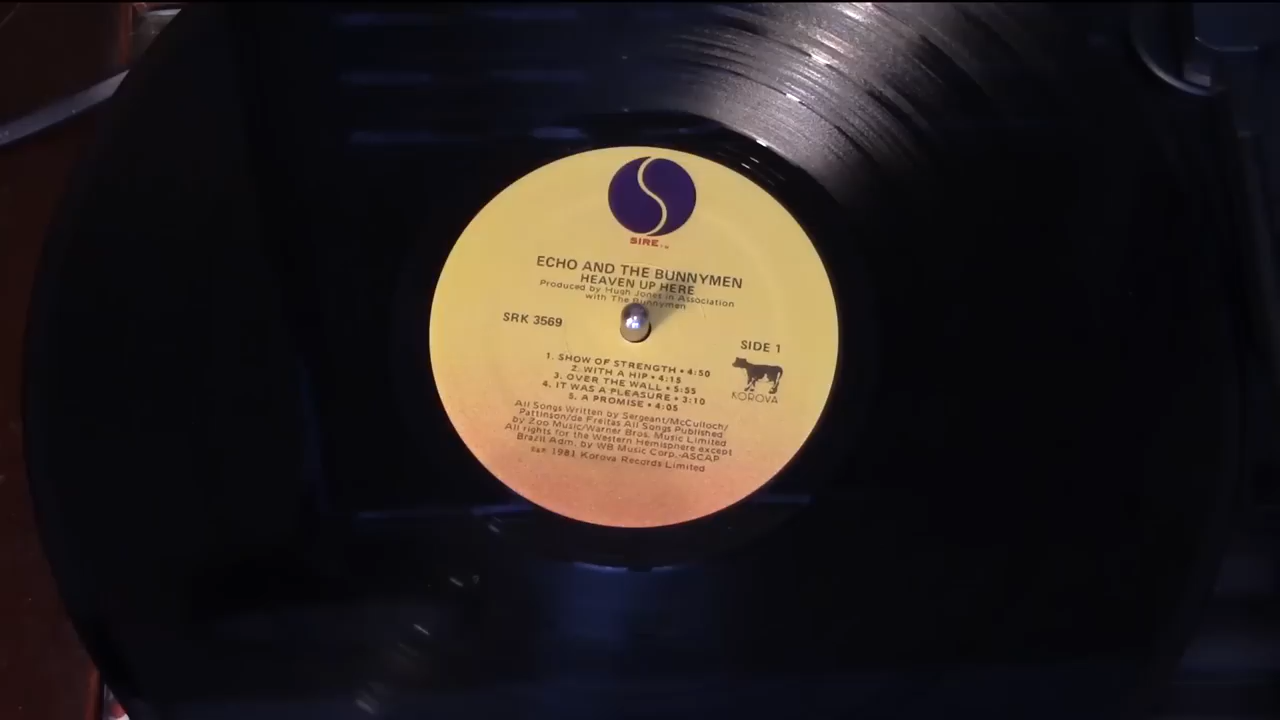 SIRE™
ECHO AND THE BUNNYMEN
HEAVEN UP HERE
Produced by Hugh Jones in Association
with The Bunnymen
SRK 3569
SIDE 1
1. SHOW OF STRENGTH • 4:50
2. WITH A HIP • 4:15
3. OVER THE WALL • 5:55
4. IT WAS A PLEASURE • 3:10
5. A PROMISE • 4:05
KOROVA
All Songs Written by Sergeant/McCulloch/
Pattinson/de Freitas All Songs Published
by Zoo Music/Warner Bros. Music Limited
All rights for the Western Hemisphere except
Brazil Adm. by WB Music Corp.-ASCAP
1981 Korova Records Limited